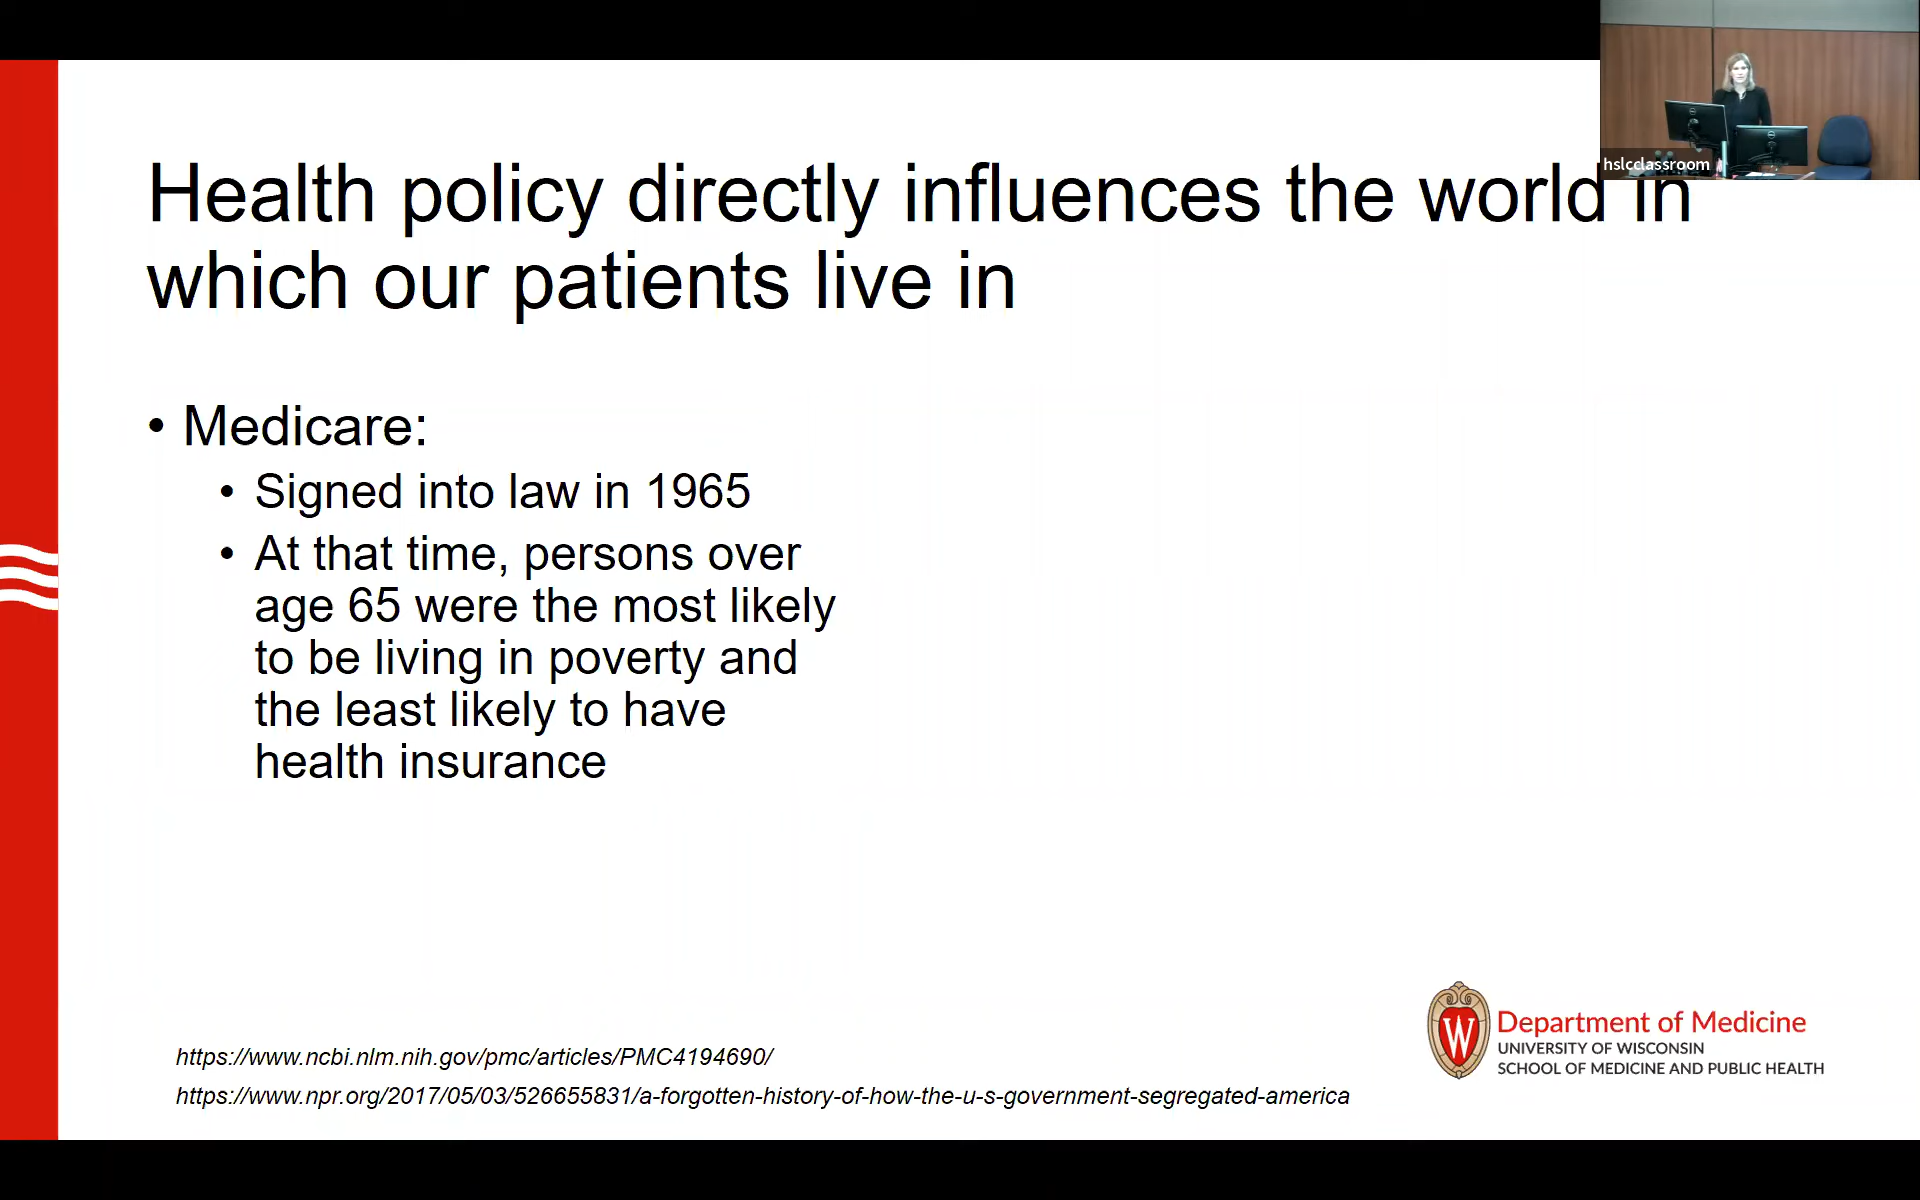 hslcclassroom
Health policy directly influences the world in
which our patients live in
• Medicare:
• Signed into law in 1965
• At that time, persons over
age 65 were the most likely
to be living in poverty and
the least likely to have
health insurance
https://www.ncbi.nlm.nih.gov/pmc/articles/PMC4194690/
https://www.npr.org/2017/05/03/526655831/a-forgotten-history-of-how-the-u-s-government-segregated-america
W
Department of Medicine
UNIVERSITY OF WISCONSIN
SCHOOL OF MEDICINE AND PUBLIC HEALTH